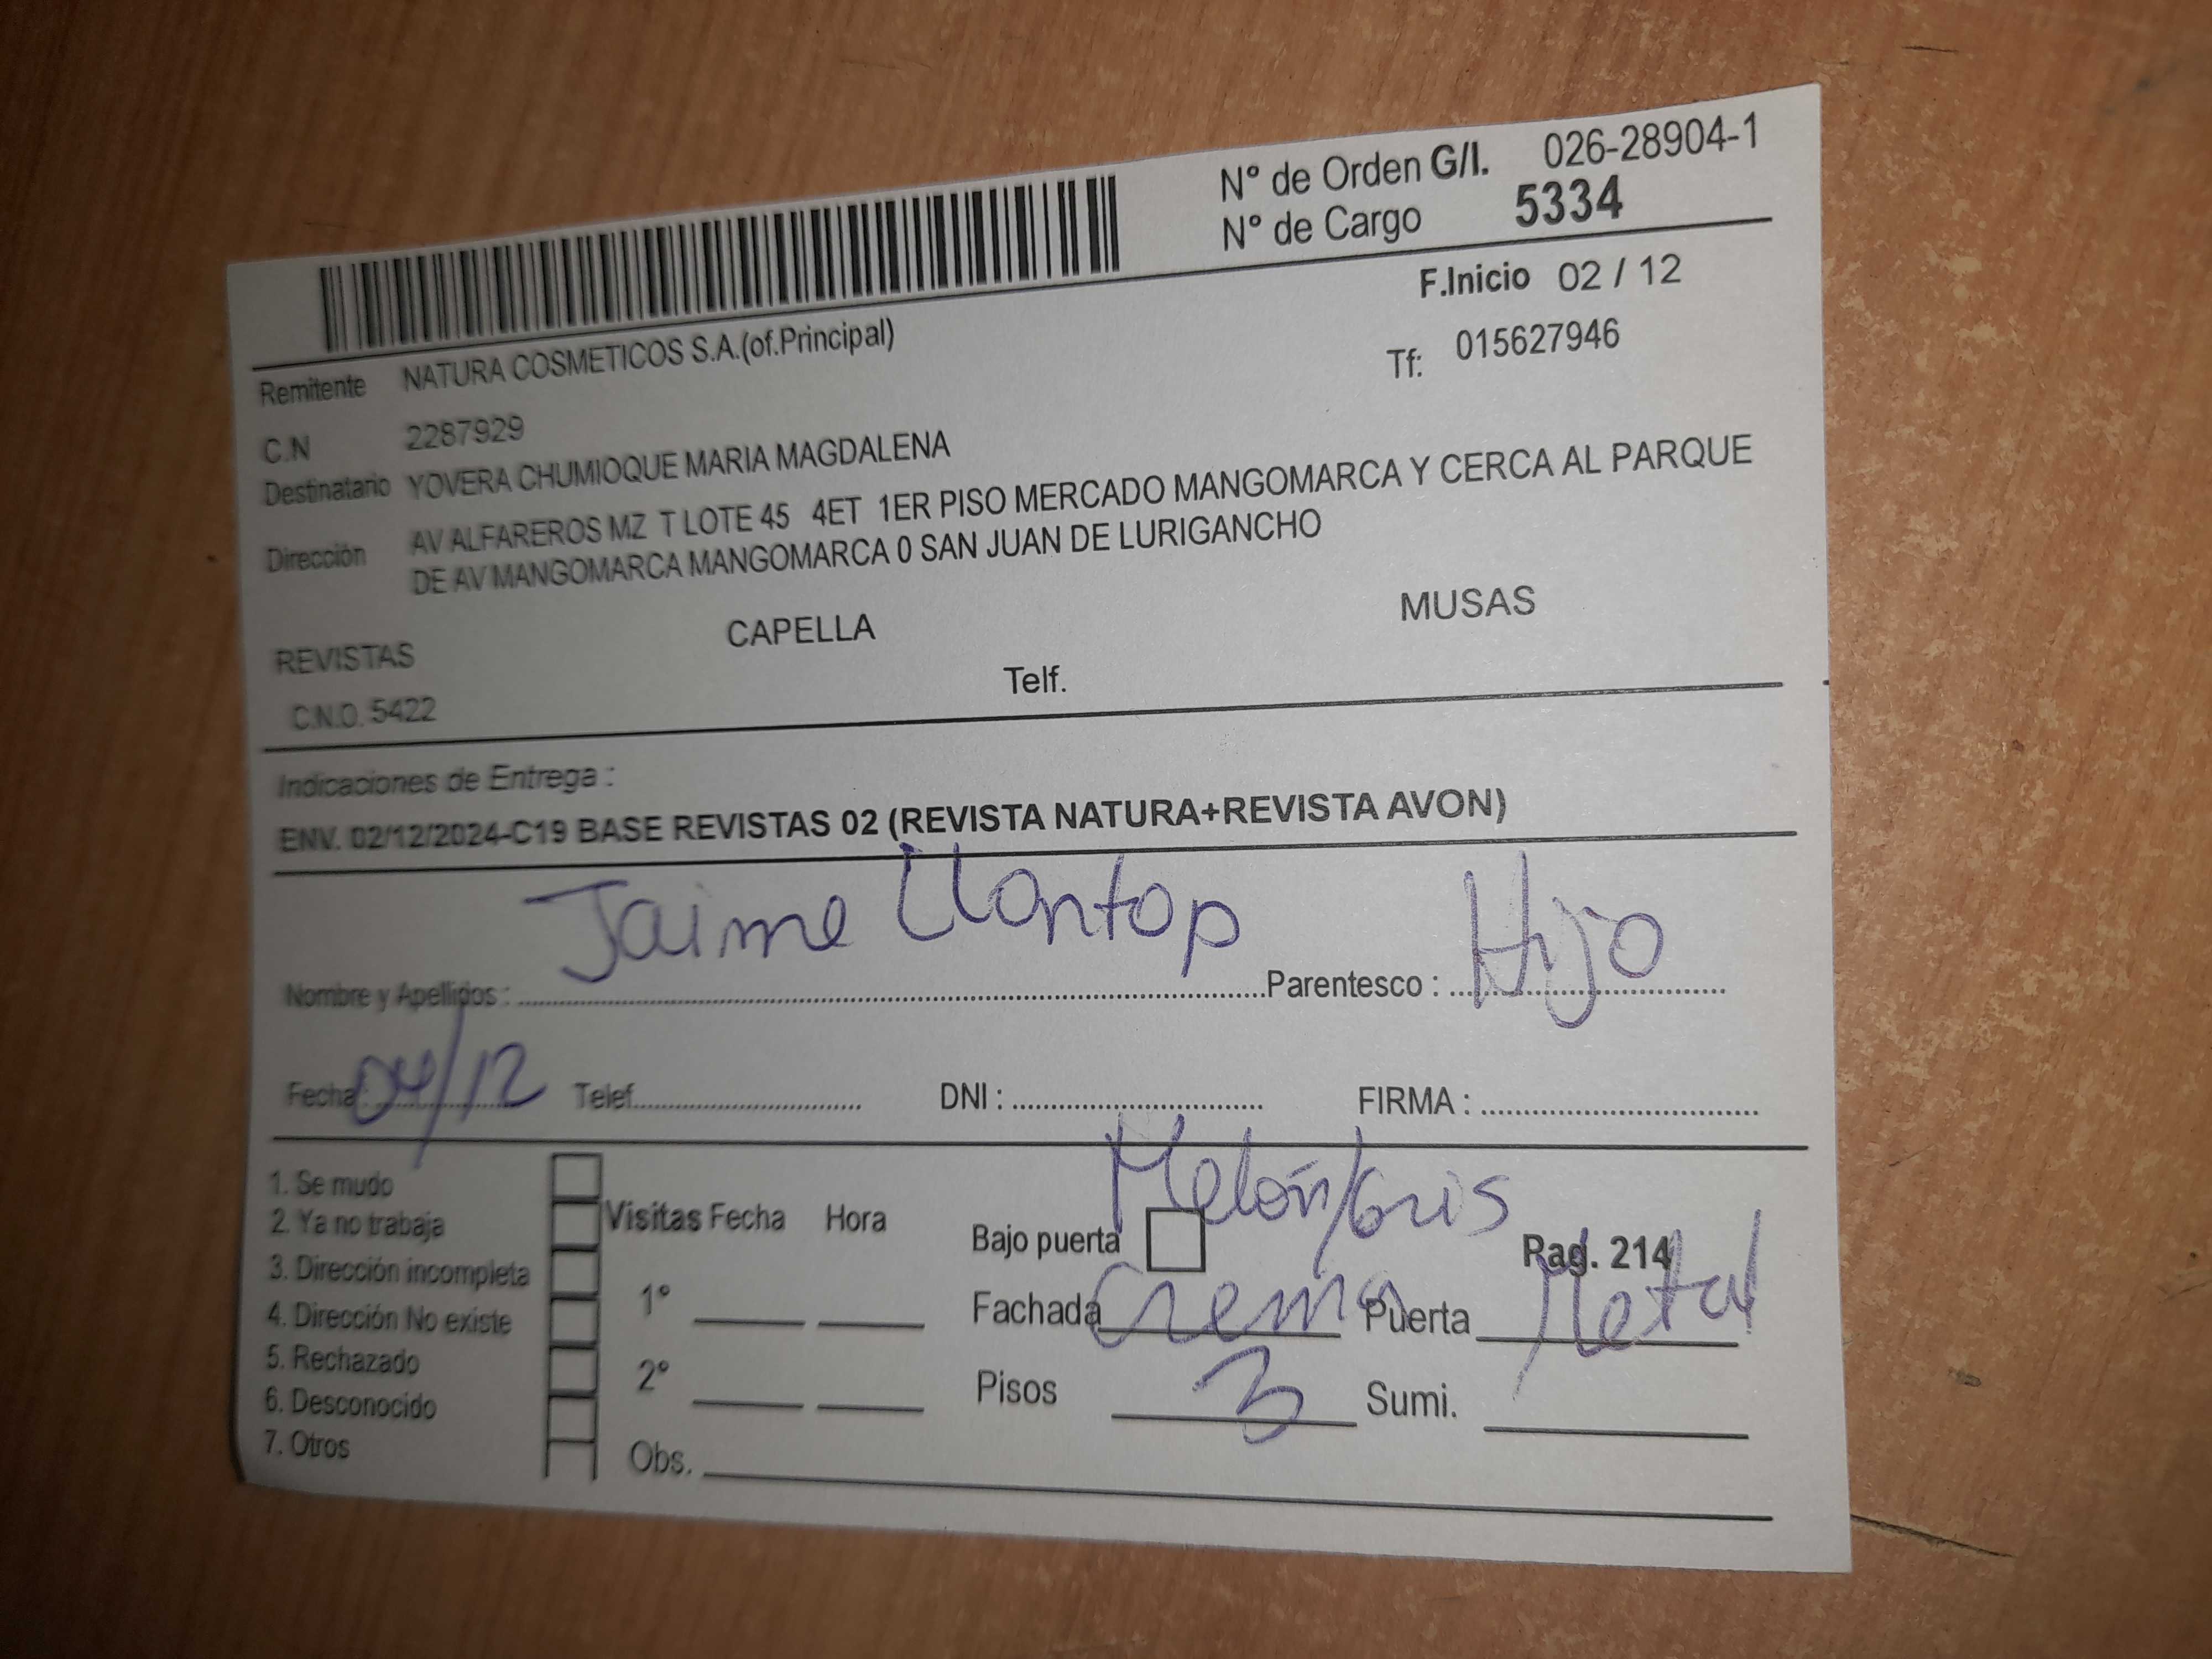 N° de Orden G/I. 026-28904-1
N° de Cargo 5334
F.Inicio 02 / 12
Remitente NATURA COSMETICOS S.A.(of.Principal)
Tf: 015627946
C.N 2287929
Destinatario YOVERA CHUMIOQUE MARIA MAGDALENA
Dirección AV ALFAREROS MZ T LOTE 45 4ET 1ER PISO MERCADO MANGOMARCA Y CERCA AL PARQUE
DE AV MANGOMARCA MANGOMARCA 0 SAN JUAN DE LURIGANCHO
REVISTAS CAPELLA MUSAS
C.N.O. 5422 Telf.
Indicaciones de Entrega :
ENV. 02/12/2024-C19 BASE REVISTAS 02 (REVISTA NATURA+REVISTA AVON)
Nombre y Apellidos : Jaime Llontop Parentesco : Hijo
Fecha : 04/12 Telef. DNI : FIRMA :
Melón/Gris
1. Se mudo
2. Ya no trabaja
3. Dirección incompleta
4. Dirección No existe
5. Rechazado
6. Desconocido
7. Otros
Visitas Fecha Hora
1°
2°
Obs.
Bajo puerta Rad. 214
Fachada Crema Puerta Metal
Pisos 3 Sumi.